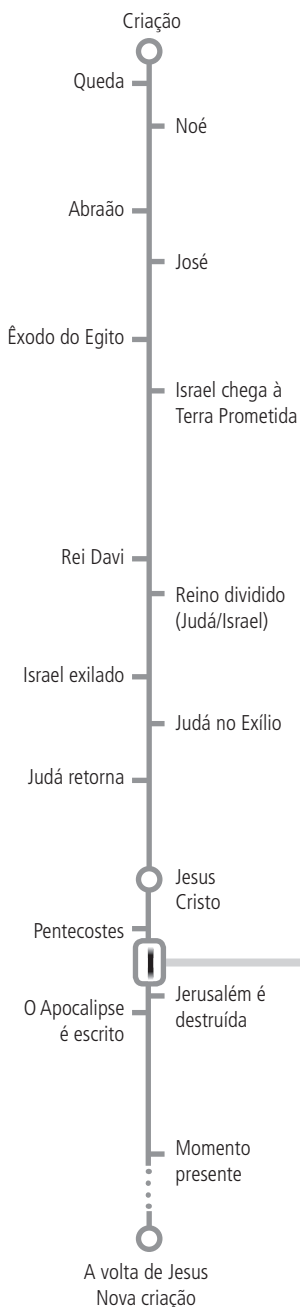 Criação
Queda
Noé
Abraão
José
Êxodo do Egito
Israel chega à
Terra Prometida
Rei Davi
Reino dividido
(Judá/Israel)
Israel exilado
Judá no Exílio
Judá retorna
Jesus
Cristo
Pentecostes
Jerusalém é
destruída
O Apocalipse
é escrito
Momento
presente
A volta de Jesus
Nova criação